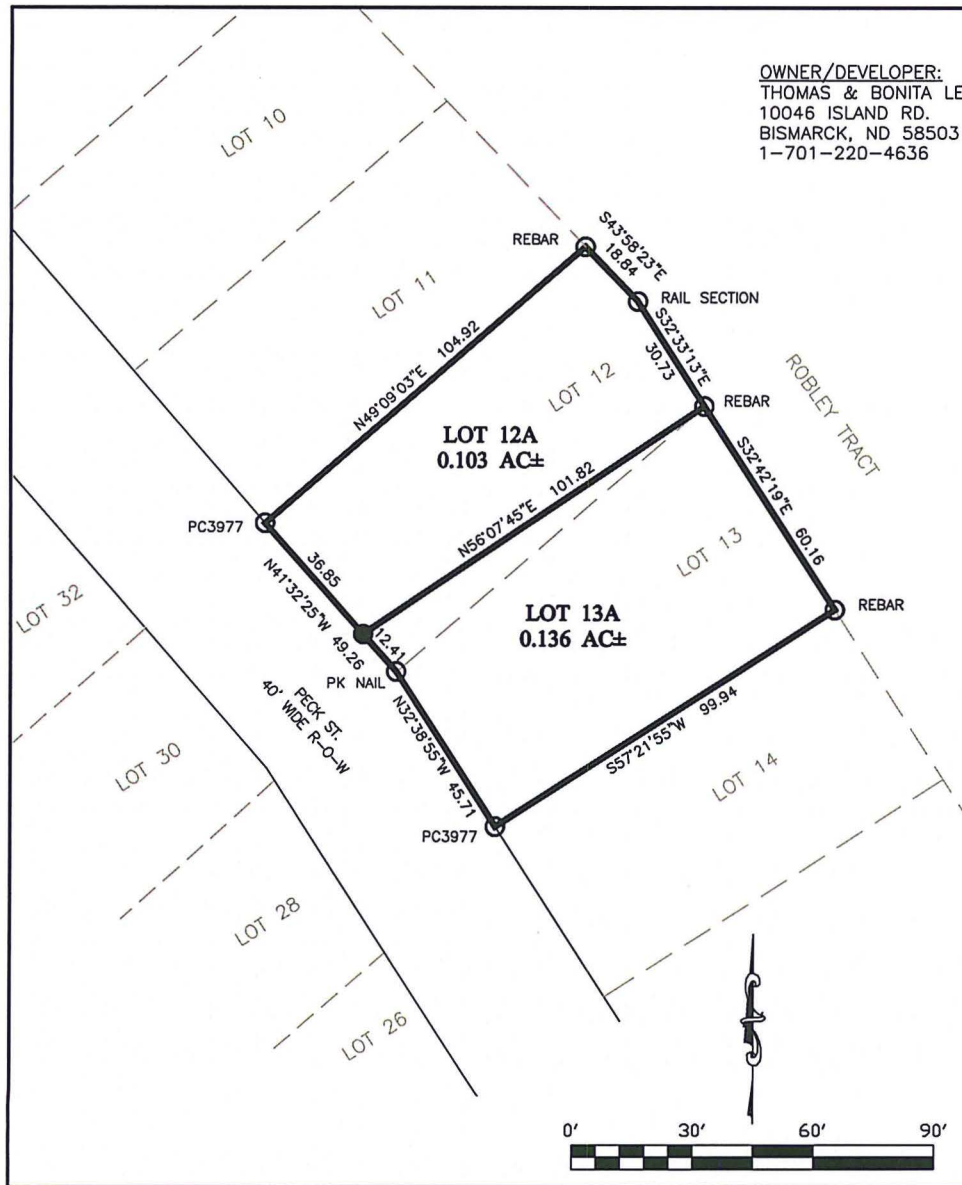 OWNER/DEVELOPER:
THOMAS & BONITA LE
10046 ISLAND RD.
BISMARCK, ND 58503
1-701-220-4636
LOT 10
LOT 11
REBAR
S43°58'23"E
18.84
RAIL SECTION
N49°09'03"E 104.92
S32°33'13"E
30.73
LOT 12
REBAR
ROBLEY TRACT
LOT 12A
0.103 AC±
N56°07'45"E 101.82
S32°42'19"E 60.16
PC3977
36.85
N41°32'25"W 49.26
12.41
LOT 13
LOT 13A
0.136 AC±
REBAR
LOT 32
PK NAIL
PECK ST.
40' WIDE R-O-W
N32°38'55"W 45.71
S57°21'55"W 99.94
LOT 30
LOT 14
PC3977
LOT 28
LOT 26
0' 30' 60' 90'